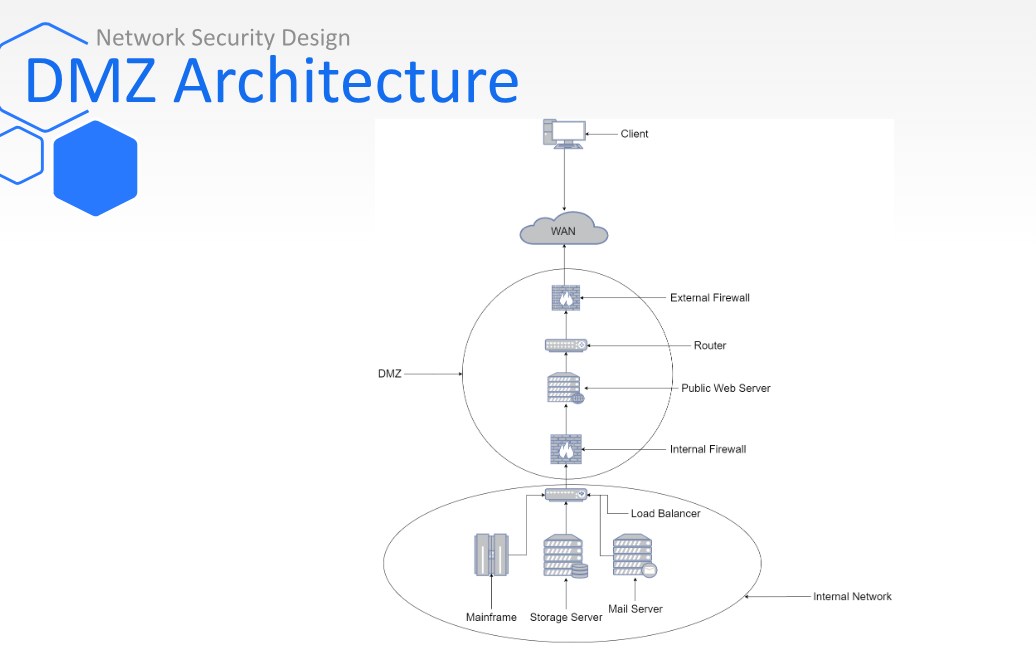 Network Security Design
DMZ Architecture
Client
WAN
External Firewall
Router
DMZ
Public Web Server
Internal Firewall
Load Balancer
Internal Network
Mainframe
Storage Server
Mail Server